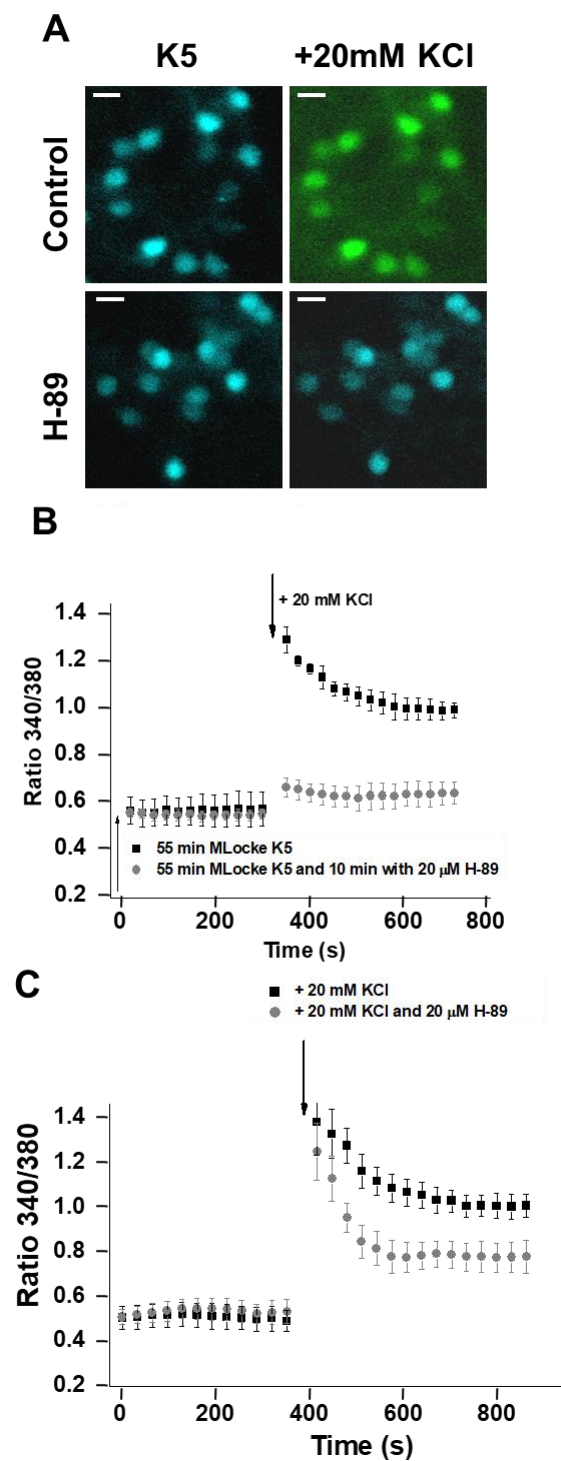 A
K5 +20mM KCl
Control
H-89
B
+ 20 mM KCl
1.4
1.2
1.0
0.8
0.6
0.4
0.2
Ratio 340/380
55 min MLocke K5
55 min MLocke K5 and 10 min with 20 μM H-89
0 200 400 600 800
Time (s)
C
+ 20 mM KCl
+ 20 mM KCl and 20 μM H-89
1.4
1.2
1.0
0.8
0.6
0.4
0.2
Ratio 340/380
0 200 400 600 800
Time (s)